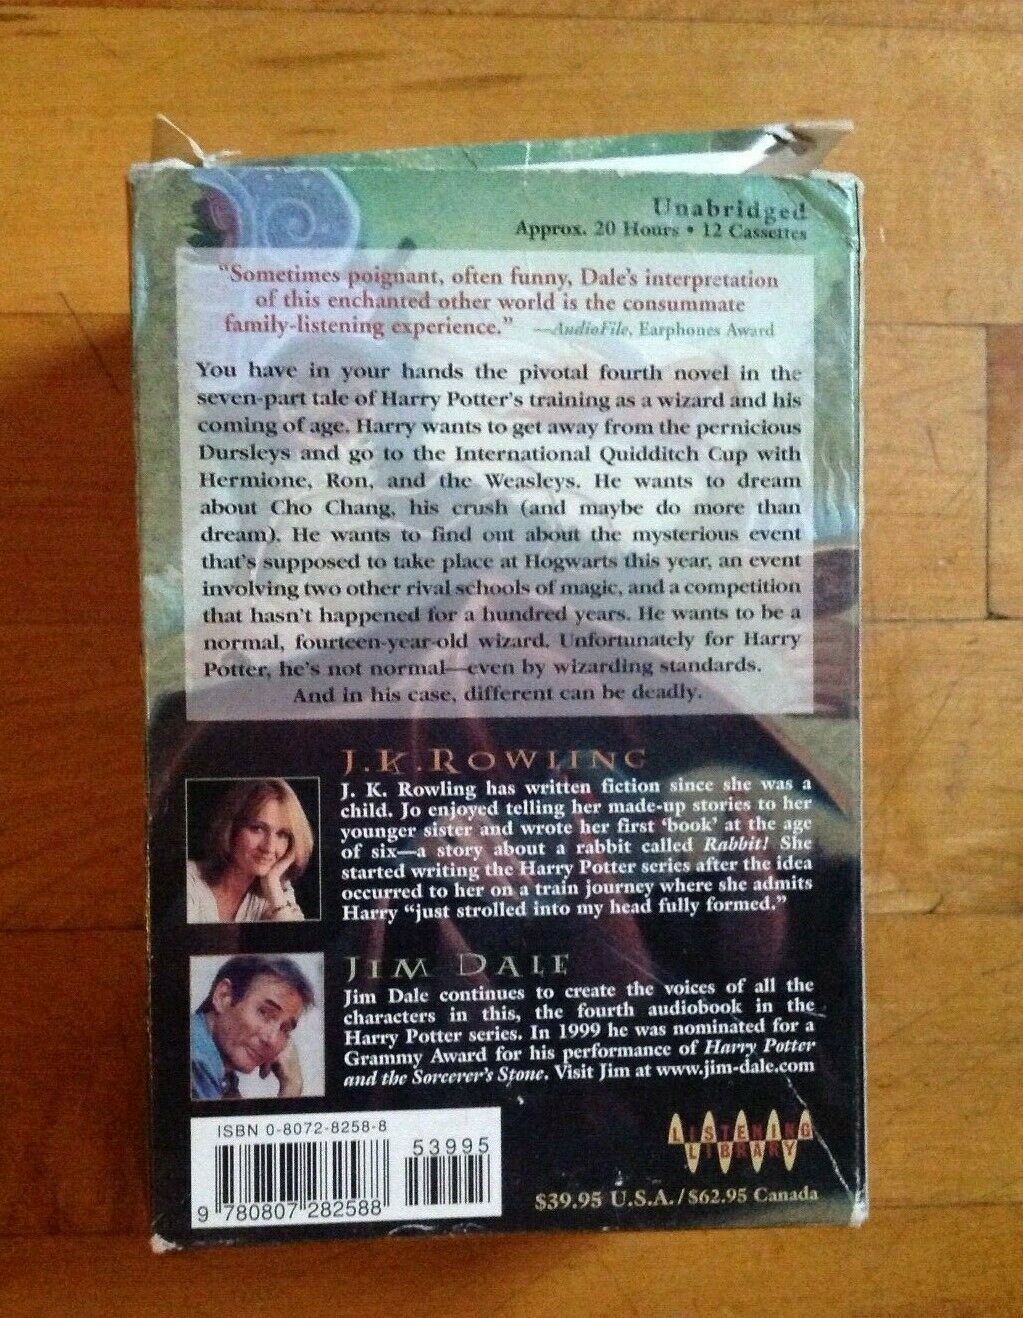 Unabridged
Approx. 20 Hours • 12 Cassettes
“Sometimes poignant, often funny, Dale’s interpretation
of this enchanted other world is the consummate
family-listening experience.” —AudioFile, Earphones Award
You have in your hands the pivotal fourth novel in the
seven-part tale of Harry Potter’s training as a wizard and his
coming of age. Harry wants to get away from the pernicious
Dursleys and go to the International Quidditch Cup with
Hermione, Ron, and the Weasleys. He wants to dream
about Cho Chang, his crush (and maybe do more than
dream). He wants to find out about the mysterious event
that’s supposed to take place at Hogwarts this year, an event
involving two other rival schools of magic, and a competition
that hasn’t happened for a hundred years. He wants to be a
normal, fourteen-year-old wizard. Unfortunately for Harry
Potter, he’s not normal—even by wizarding standards.
And in his case, different can be deadly.
J.K.ROWLING
J. K. Rowling has written fiction since she was a
child. Jo enjoyed telling her made-up stories to her
younger sister and wrote her first ‘book’ at the age
of six—a story about a rabbit called Rabbit! She
started writing the Harry Potter series after the idea
occurred to her on a train journey where she admits
Harry “just strolled into my head fully formed.”
JIM DALE
Jim Dale continues to create the voices of all the
characters in this, the fourth audiobook in the
Harry Potter series. In 1999 he was nominated for a
Grammy Award for his performance of Harry Potter
and the Sorcerer’s Stone. Visit Jim at www.jim-dale.com
ISBN 0-8072-8258-8
53995
9 780807 282588
LISTENING
LIBRARY
$39.95 U.S.A./$62.95 Canada